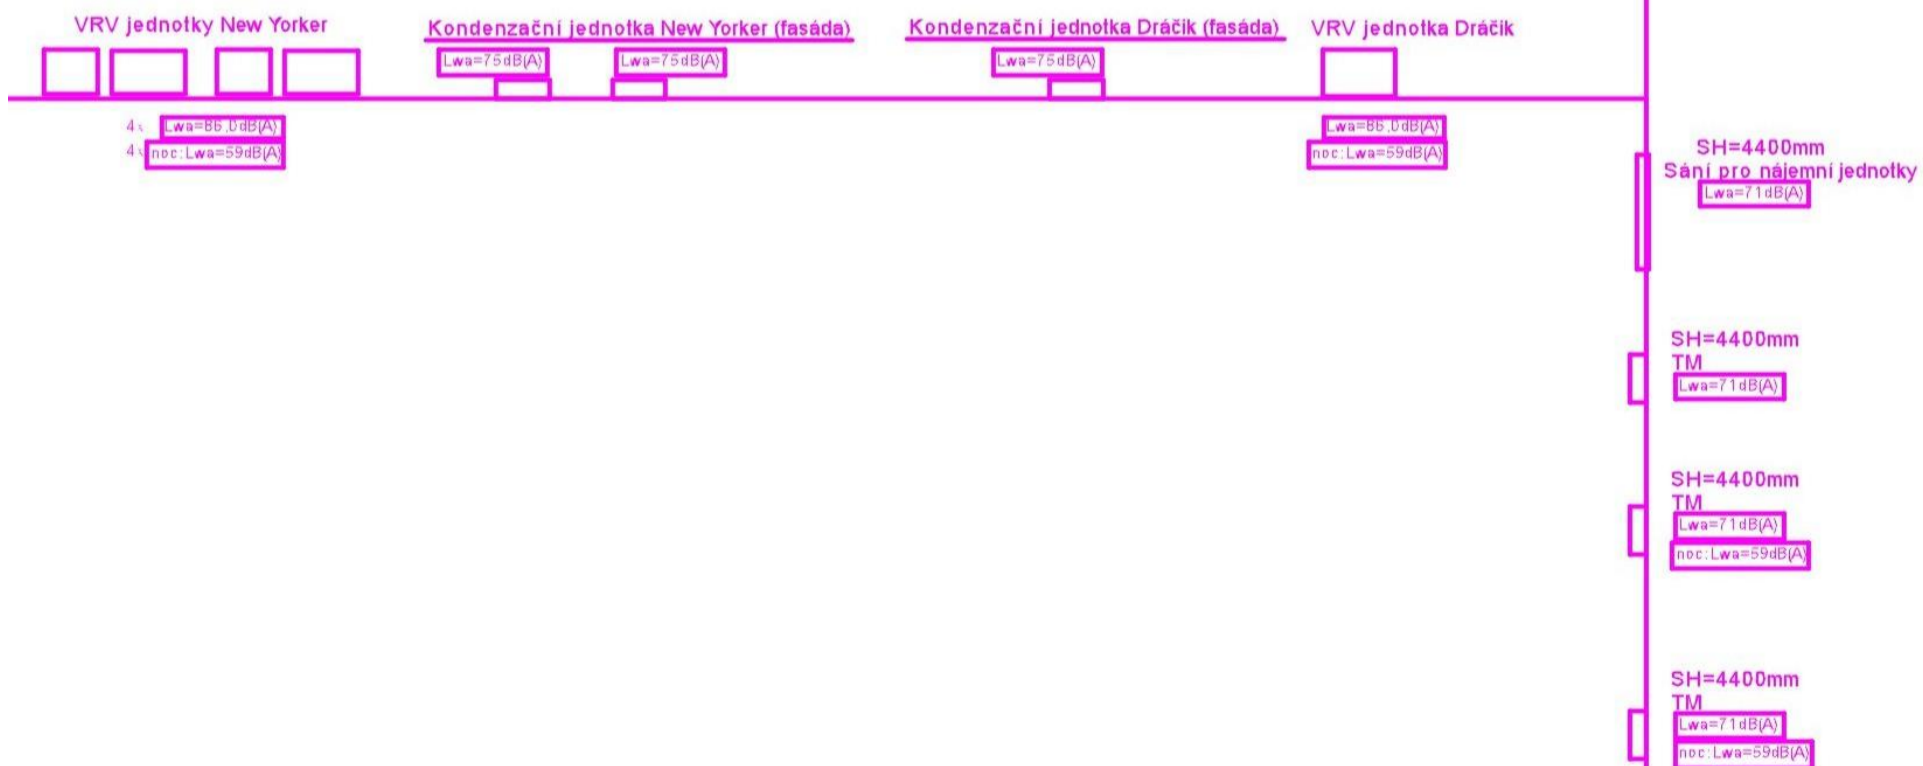 VRV jednotky New Yorker
Kondenzační jednotka New Yorker (fasáda)
Kondenzační jednotka Dráčik (fasáda)
VRV jednotka Dráčik
Lwa=75dB(A)
Lwa=75dB(A)
Lwa=75dB(A)
4x Lwa=86,0dB(A)
4x noc:Lwa=59dB(A)
Lwa=86,0dB(A)
noc:Lwa=59dB(A)
SH=4400mm
Sání pro nájemní jednotky
Lwa=71dB(A)
SH=4400mm
TM
Lwa=71dB(A)
SH=4400mm
TM
Lwa=71dB(A)
noc:Lwa=59dB(A)
SH=4400mm
TM
Lwa=71dB(A)
noc:Lwa=59dB(A)